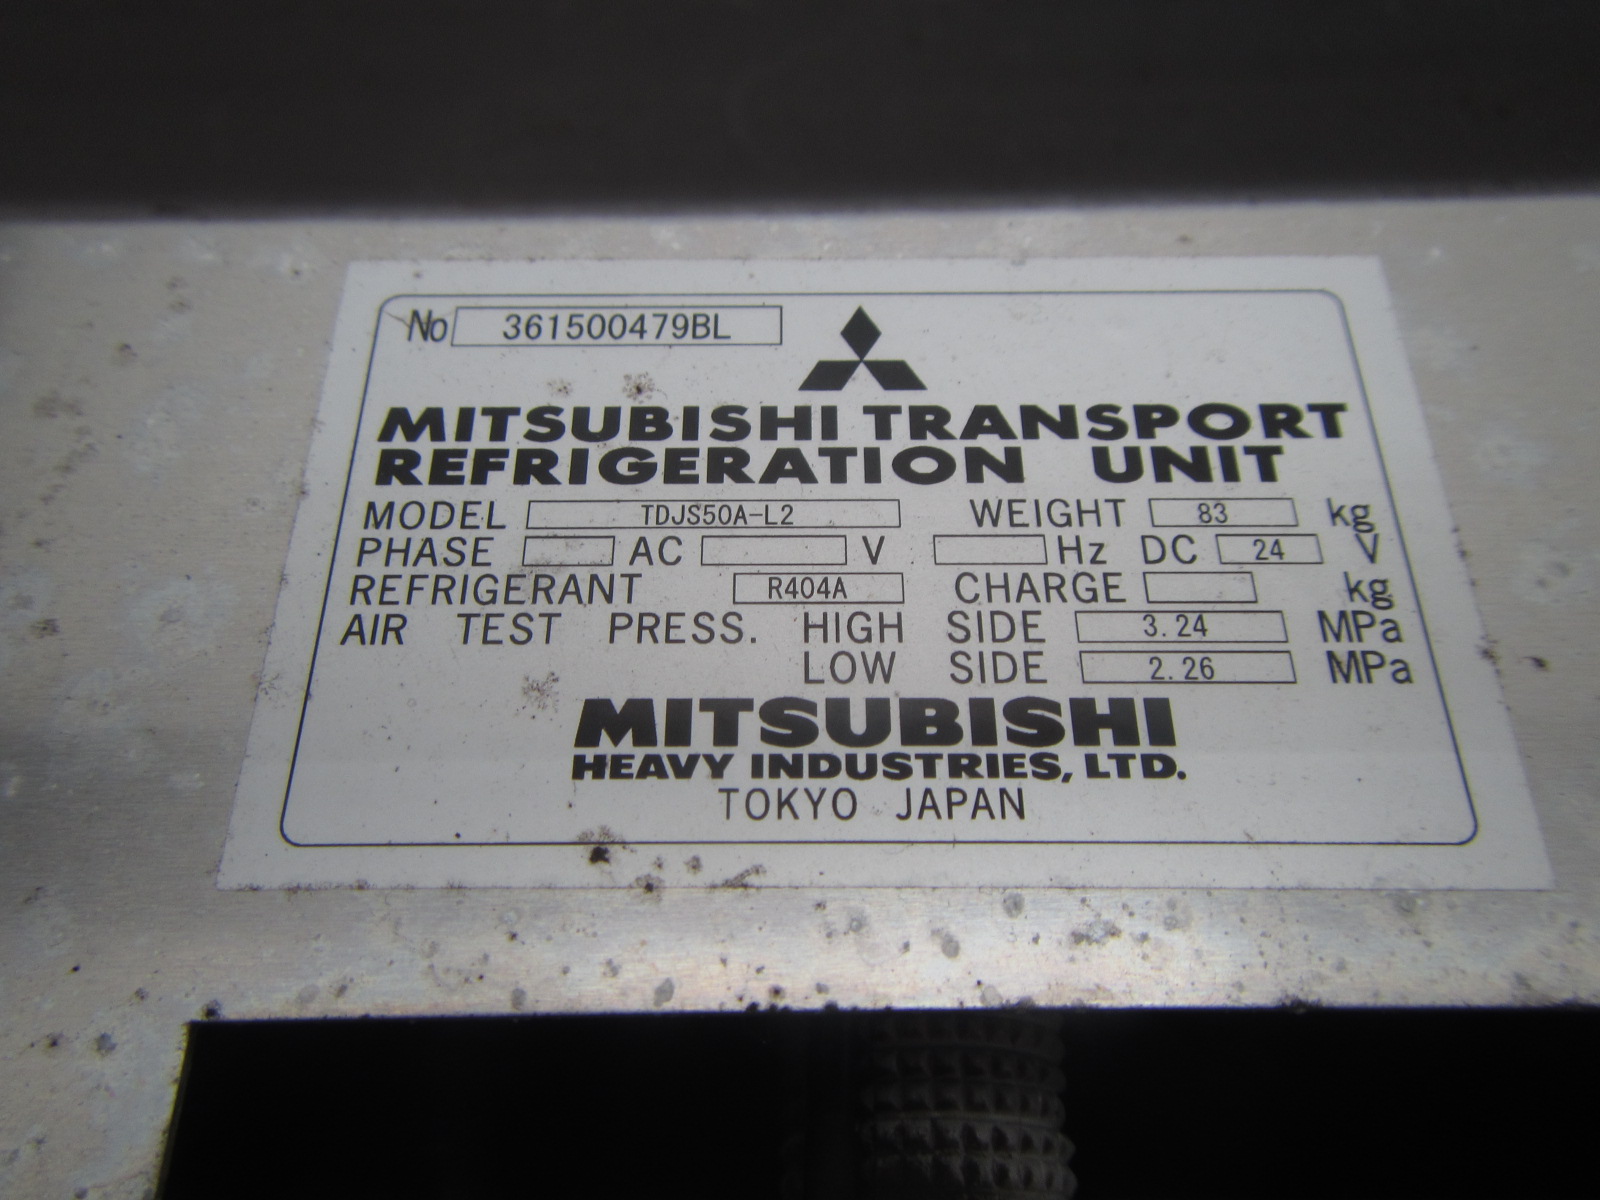 No 361500479BL
MITSUBISHI TRANSPORT
REFRIGERATION UNIT
MODEL TDJS50A-L2 WEIGHT 83 kg
PHASE AC V Hz DC 24 V
REFRIGERANT R404A CHARGE kg
AIR TEST PRESS. HIGH SIDE 3.24 MPa
LOW SIDE 2.26 MPa
MITSUBISHI
HEAVY INDUSTRIES, LTD.
TOKYO JAPAN